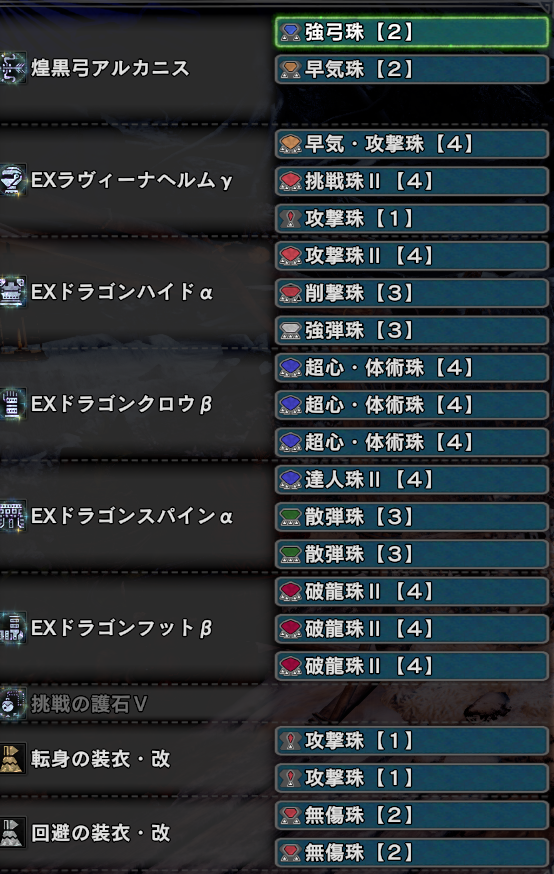 煌黒弓アルカニス
強弓珠【2】
早気珠【2】
EXラヴィーナヘルムγ
早気・攻撃珠【4】
挑戦珠Ⅱ【4】
攻撃珠【1】
EXドラゴンハイドα
攻撃珠Ⅱ【4】
削撃珠【3】
強弾珠【3】
EXドラゴンクロウβ
超心・体術珠【4】
超心・体術珠【4】
超心・体術珠【4】
EXドラゴンスパインα
達人珠Ⅱ【4】
散弾珠【3】
散弾珠【3】
EXドラゴンフットβ
破龍珠Ⅱ【4】
破龍珠Ⅱ【4】
破龍珠Ⅱ【4】
挑戦の護石Ⅴ
転身の装衣・改
攻撃珠【1】
攻撃珠【1】
回避の装衣・改
無傷珠【2】
無傷珠【2】